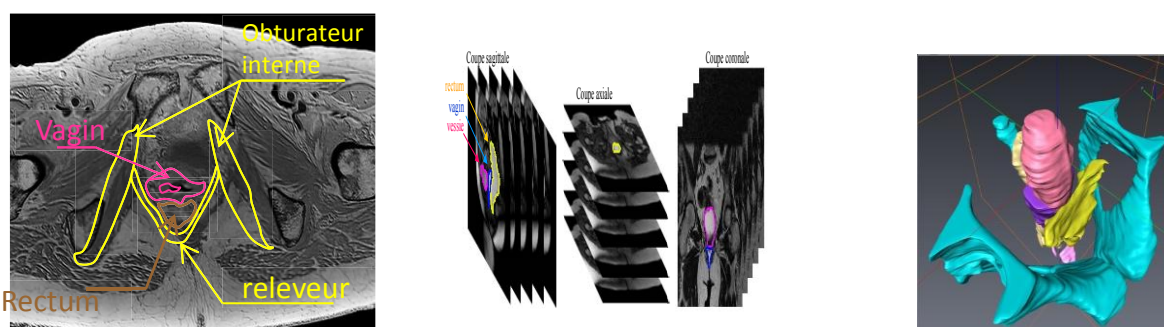 Obturateur
interne
Vagin
Rectum
releveur
Coupe sagittale
rectum
vagin
vessie
Coupe axiale
Coupe coronale